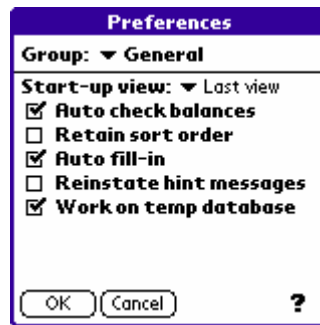 Preferences
Group: General
Start-up view: Last view
Auto check balances
Retain sort order
Auto fill-in
Reinstate hint messages
Work on temp database
OK Cancel ?